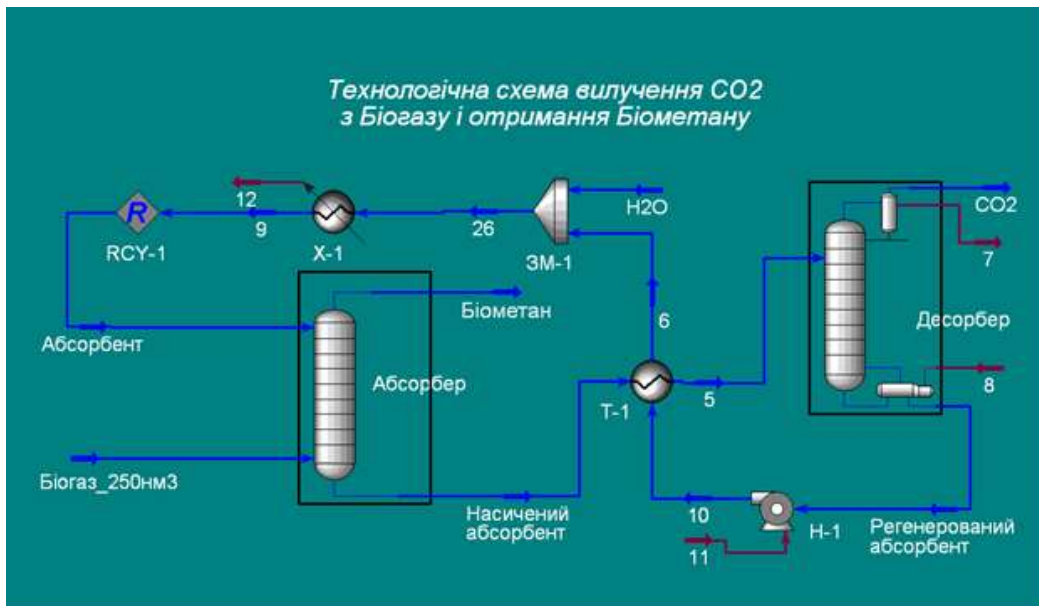 Технологічна схема вилучення СО2
з Біогазу і отримання Біометану
12
9
26
H2O
CO2
RCY-1
X-1
ЗМ-1
7
Біометан
6
Абсорбент
Десорбер
Абсорбер
5
8
Т-1
Біогаз_250нм3
Насичений
абсорбент
10
Н-1
Регенерований
абсорбент
11
R